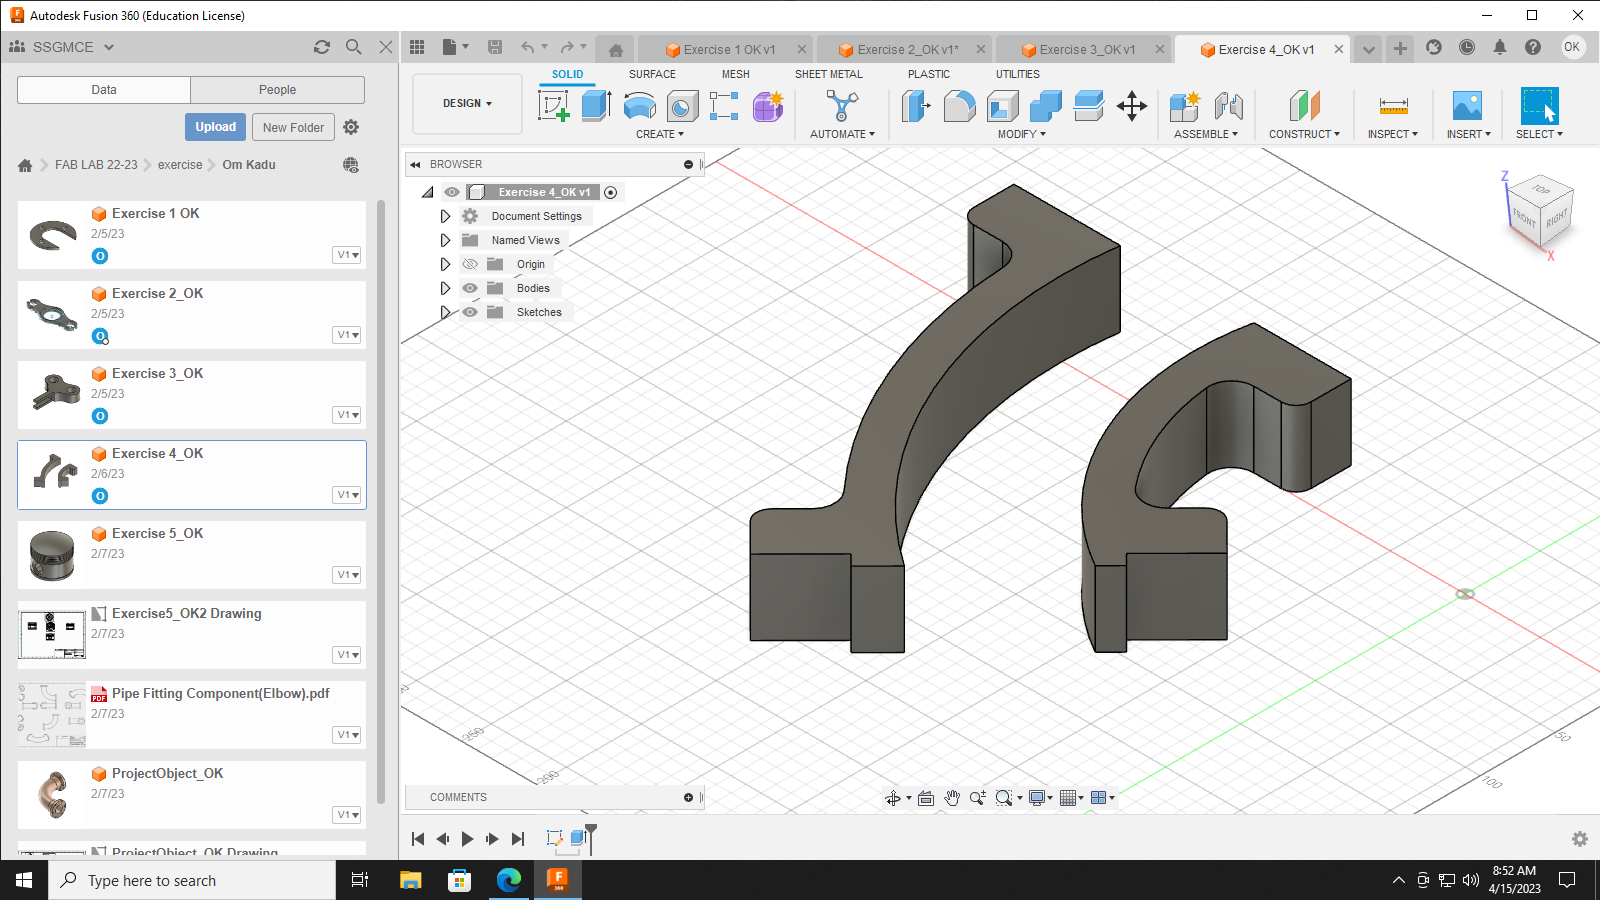 Autodesk Fusion 360 (Education License)
SSGMCE
Exercise 1 OK v1
Exercise 2_OK v1*
Exercise 3_OK v1
Exercise 4_OK v1
OK
Data
People
Upload
New Folder
FAB LAB 22-23
exercise
Om Kadu
DESIGN
SOLID
SURFACE
MESH
SHEET METAL
PLASTIC
UTILITIES
CREATE
AUTOMATE
MODIFY
ASSEMBLE
CONSTRUCT
INSPECT
INSERT
SELECT
BROWSER
Exercise 4_OK v1
Document Settings
Named Views
Origin
Bodies
Sketches
Exercise 1 OK
2/5/23
O
V1
Exercise 2_OK
2/5/23
O
V1
Exercise 3_OK
2/5/23
O
V1
Exercise 4_OK
2/6/23
O
V1
Exercise 5_OK
2/7/23
V1
Exercise5_OK2 Drawing
2/7/23
V1
PDF
Pipe Fitting Component(Elbow).pdf
2/7/23
V1
ProjectObject_OK
2/7/23
V1
ProjectObject_OK Drawing
Z
TOP
FRONT
RIGHT
X
250
200
100
50
COMMENTS
Type here to search
F
360
8:52 AM
4/15/2023